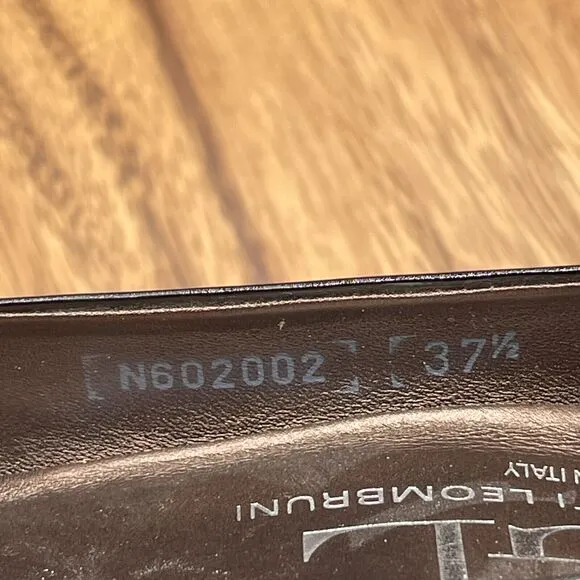 [ N602002 ] [ 37½
N ITALY
I LEOMBRUNI